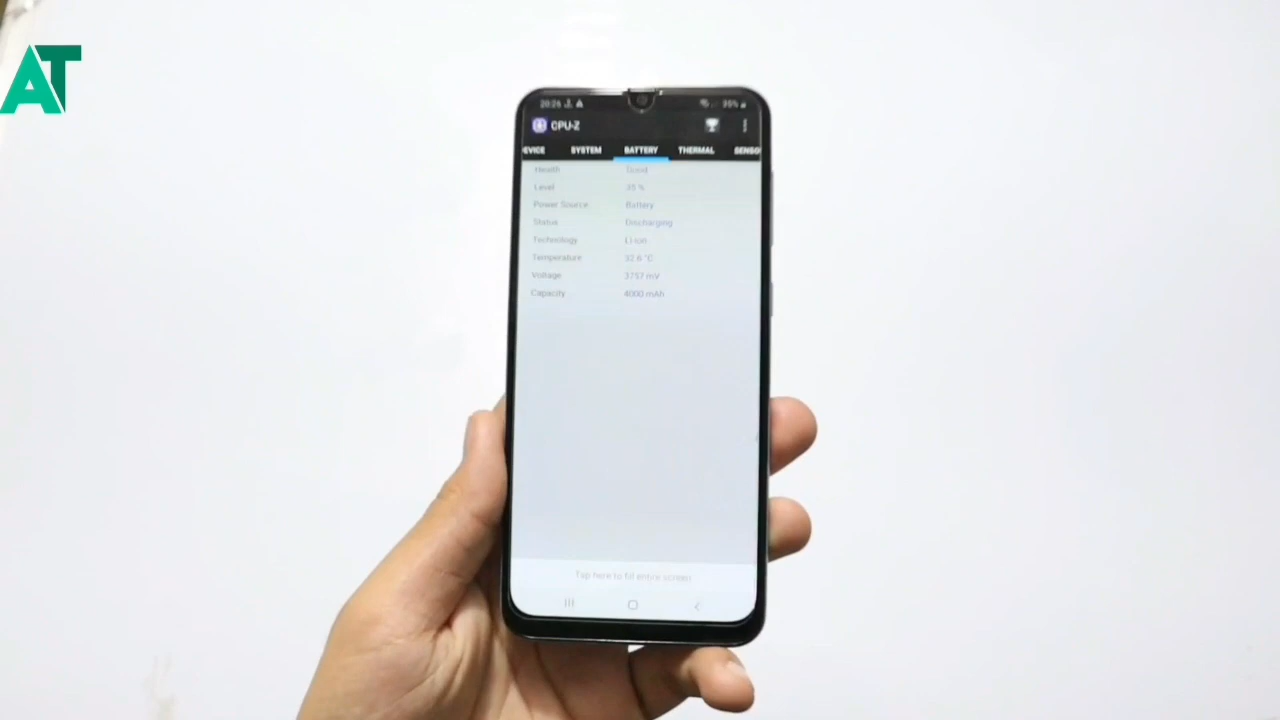 AT
20:26 35%
CPU-Z
EVICE SYSTEM BATTERY THERMAL SENSO
Health Good
Level 35 %
Power Source Battery
Status Discharging
Technology Li-ion
Temperature 32.6 °C
Voltage 3757 mV
Capacity 4000 mAh
Tap here to fill entire screen